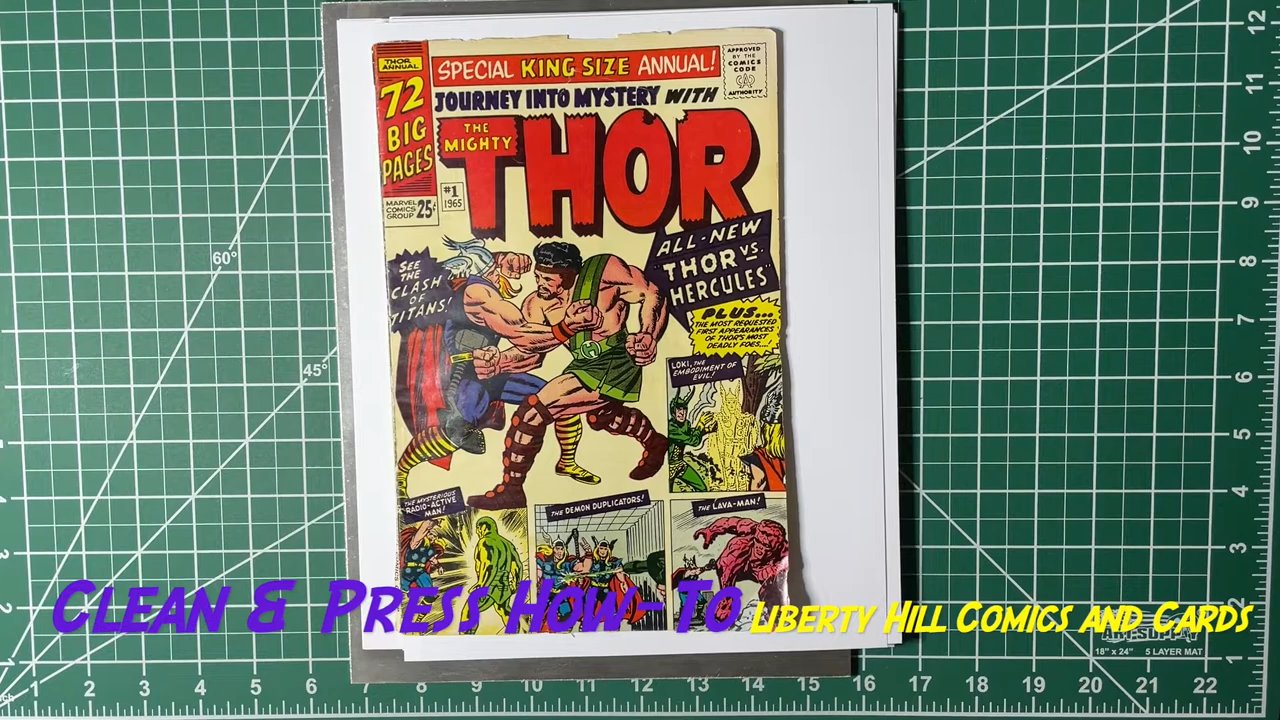 THOR ANNUAL
72 BIG PAGES
MARVEL COMICS GROUP 25¢
SPECIAL KING SIZE ANNUAL!
APPROVED BY THE COMICS CODE CA AUTHORITY
JOURNEY INTO MYSTERY WITH
THE MIGHTY
THOR
#1 1965
ALL-NEW
THOR VS.
HERCULES
SEE
THE
CLASH
OF
TITANS!
PLUS...
THE MOST REQUESTED
FIRST APPEARANCES
OF THOR'S MOST
DEADLY FOES...!
LOKI, THE
EMBODIMENT OF
EVIL!
THE MYSTERIOUS
RADIO-ACTIVE
MAN!
THE DEMON DUPLICATORS!
THE LAVA-MAN!
CLEAN & PRESS HOW-TO
LIBERTY HILL COMICS AND CARDS
18" x 24" 5 LAYER MAT
60°
45°
12
11
10
9
8
7
6
5
4
3
2
1
1 2 3 4 5 6 7 8 9 10 11 12 13 14 15 16 17 18 19 20 21 22